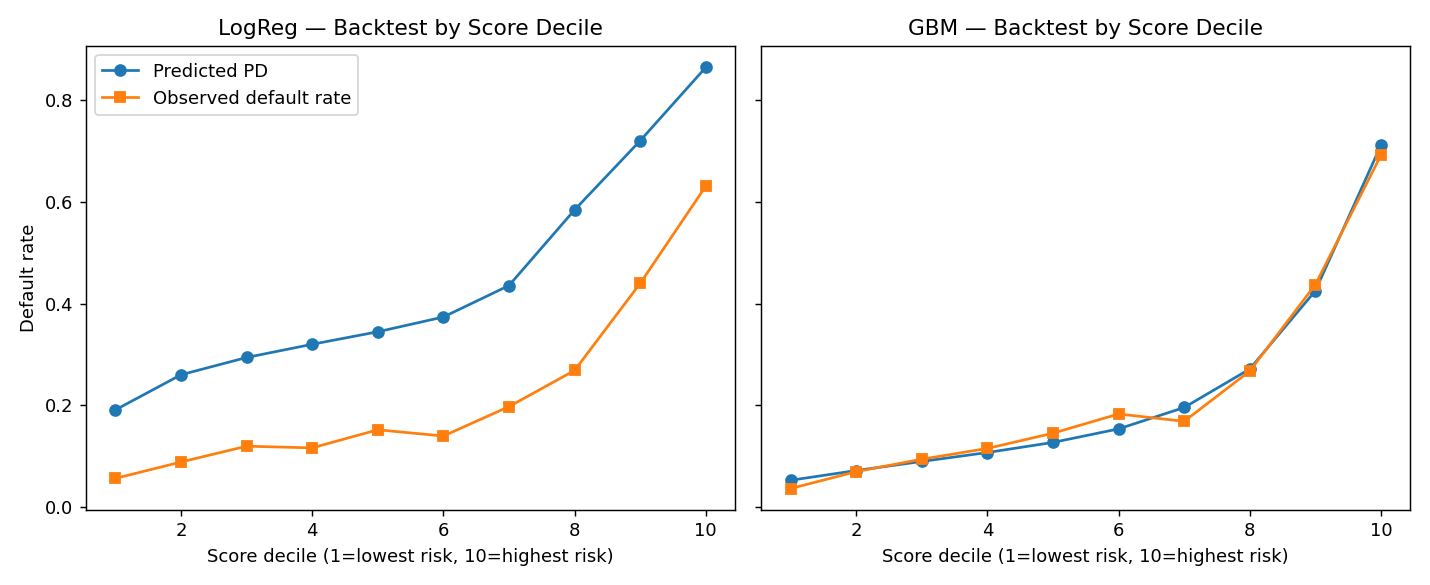 LogReg — Backtest by Score Decile
Predicted PD
Observed default rate
Default rate
0.8
0.6
0.4
0.2
0.0
2 4 6 8 10
Score decile (1=lowest risk, 10=highest risk)
GBM — Backtest by Score Decile
2 4 6 8 10
Score decile (1=lowest risk, 10=highest risk)